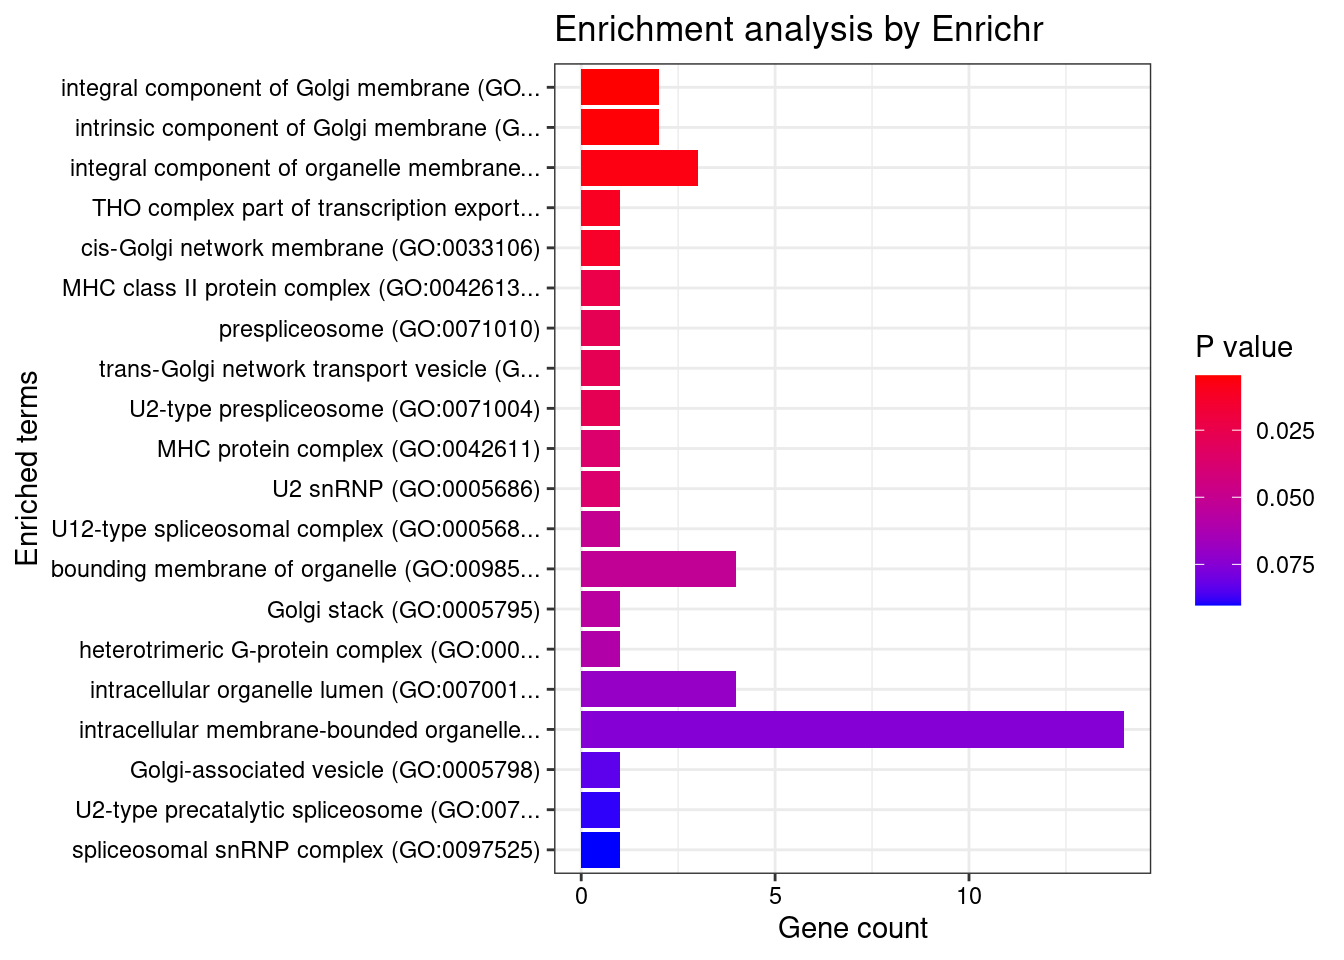 Enrichment analysis by Enrichr
integral component of Golgi membrane (GO...
intrinsic component of Golgi membrane (G...
integral component of organelle membrane...
THO complex part of transcription export...
cis-Golgi network membrane (GO:0033106)
MHC class II protein complex (GO:0042613...
prespliceosome (GO:0071010)
trans-Golgi network transport vesicle (G...
U2-type prespliceosome (GO:0071004)
MHC protein complex (GO:0042611)
U2 snRNP (GO:0005686)
U12-type spliceosomal complex (GO:000568...
bounding membrane of organelle (GO:00985...
Golgi stack (GO:0005795)
heterotrimeric G-protein complex (GO:000...
intracellular organelle lumen (GO:007001...
intracellular membrane-bounded organelle...
Golgi-associated vesicle (GO:0005798)
U2-type precatalytic spliceosome (GO:007...
spliceosomal snRNP complex (GO:0097525)
Enriched terms
0 5 10
Gene count
P value
0.025
0.050
0.075